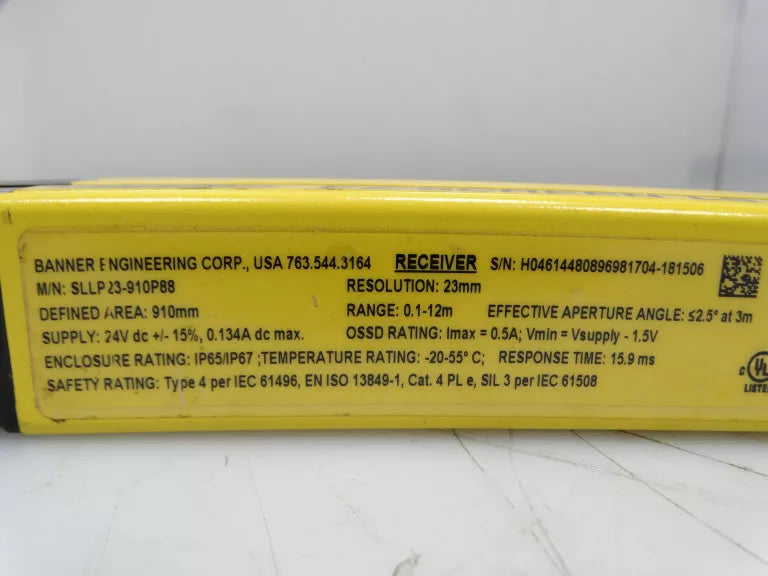 BANNER ENGINEERING CORP., USA 763.544.3164 RECEIVER S/N: H04614480896981704-181506
M/N: SLLP23-910P88 RESOLUTION: 23mm
DEFINED AREA: 910mm RANGE: 0.1-12m EFFECTIVE APERTURE ANGLE: ≤2.5° at 3m
SUPPLY: 24V dc +/- 15%, 0.134A dc max. OSSD RATING: Imax = 0.5A; Vmin = Vsupply - 1.5V
ENCLOSURE RATING: IP65/IP67 ;TEMPERATURE RATING: -20-55° C; RESPONSE TIME: 15.9 ms
SAFETY RATING: Type 4 per IEC 61496, EN ISO 13849-1, Cat. 4 PL e, SIL 3 per IEC 61508
C UL
LISTE